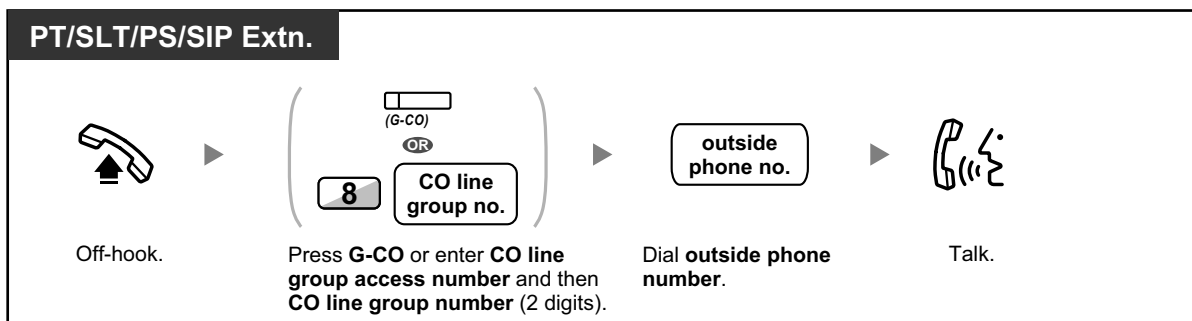 PT/SLT/PS/SIP Extn.
(G-CO)
OR
8
CO line
group no.
outside
phone no.
Off-hook.
Press G-CO or enter CO line
group access number and then
CO line group number (2 digits).
Dial outside phone
number.
Talk.